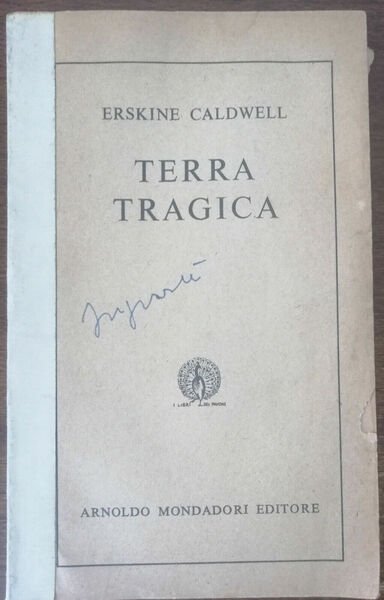 ERSKINE CALDWELL
TERRA
TRAGICA
I LIBRI DEI PAVONI
ARNOLDO MONDADORI EDITORE